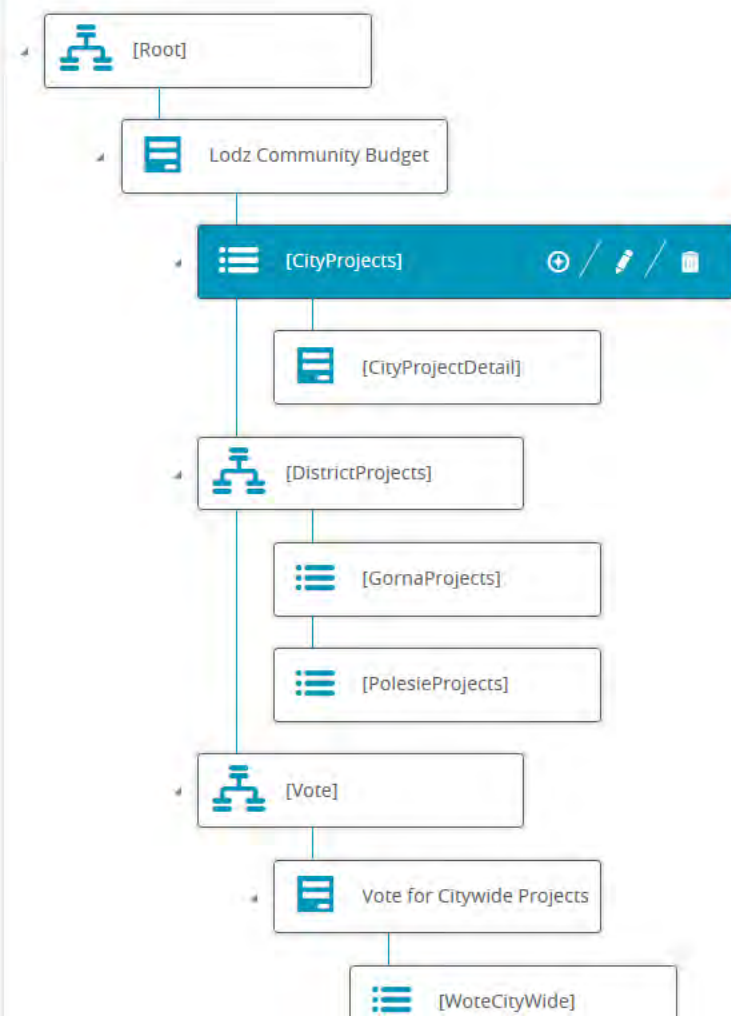 [Root]
Lodz Community Budget
[CityProjects]
[CityProjectDetail]
[DistrictProjects]
[GornaProjects]
[PolesieProjects]
[Vote]
Vote for Citywide Projects
[WoteCityWide]